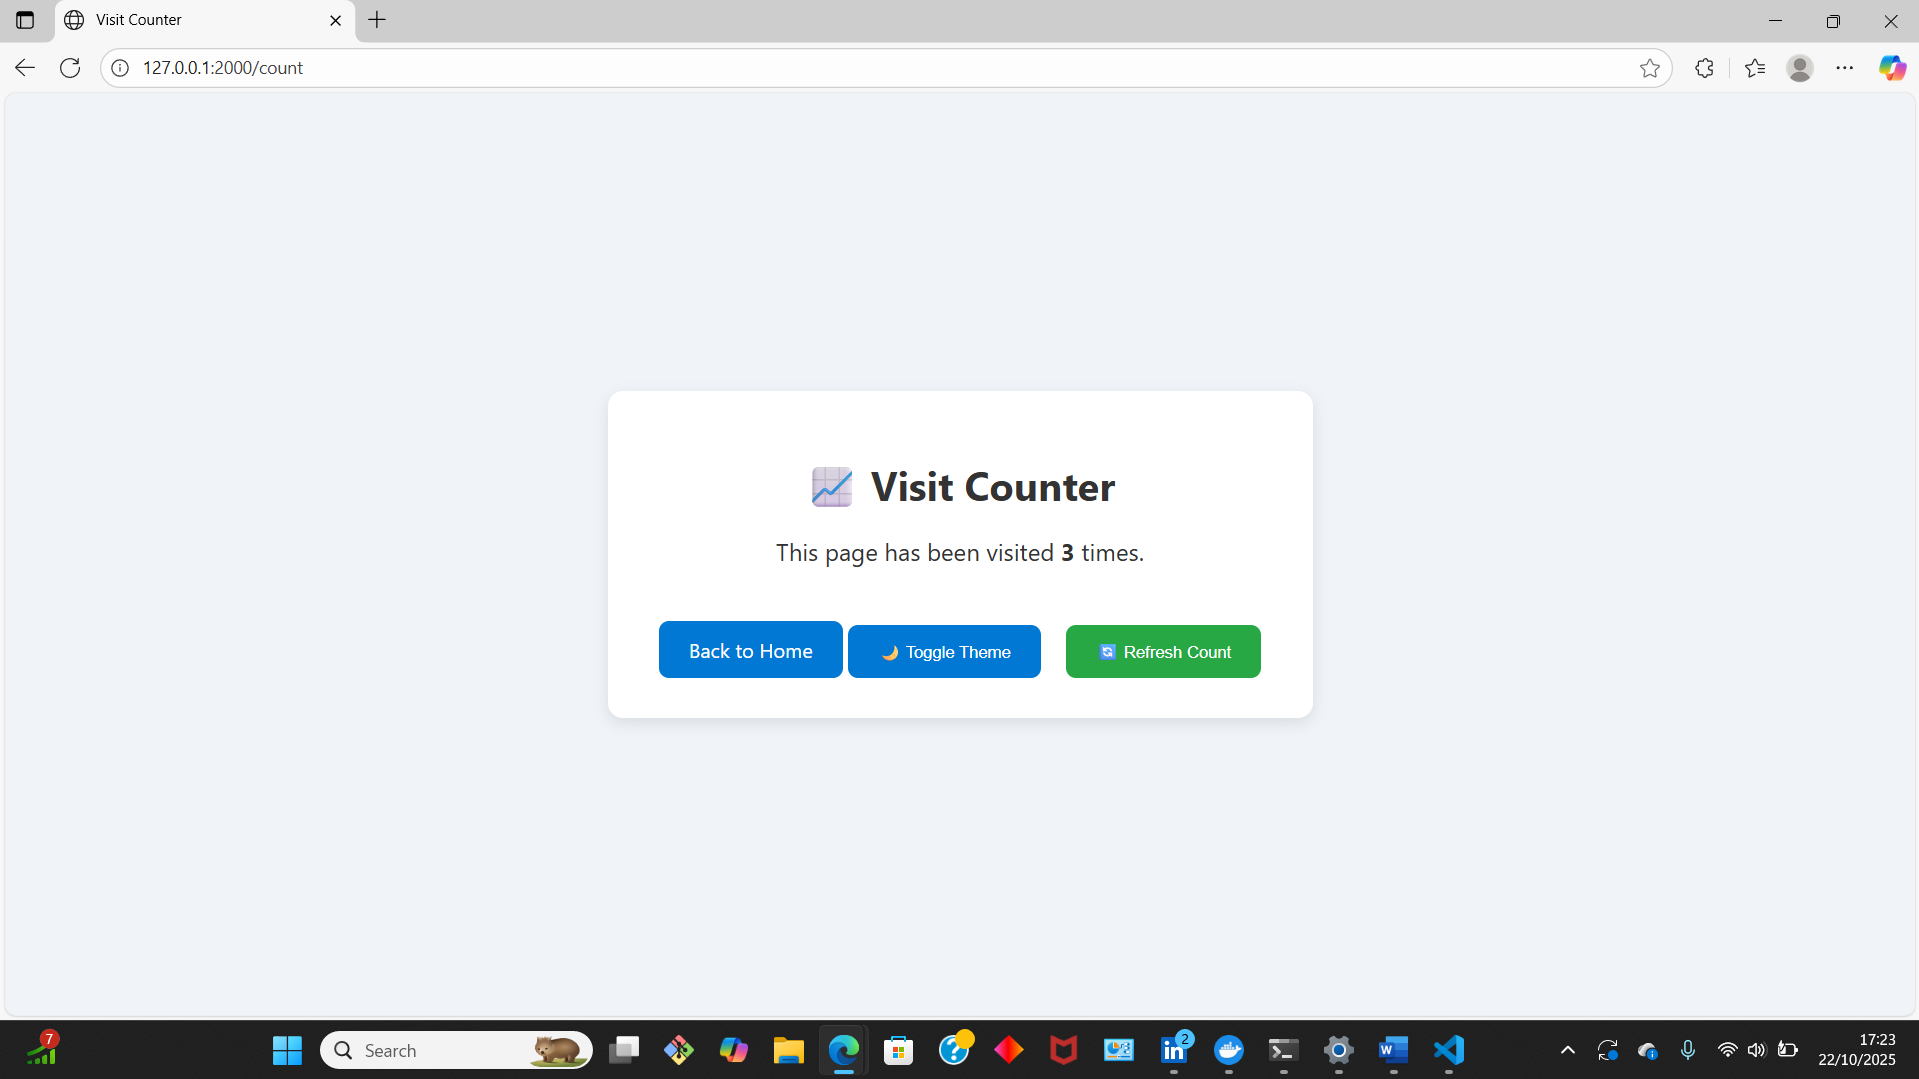 Visit Counter
127.0.0.1:2000/count
📈 Visit Counter
This page has been visited 3 times.
Back to Home
🌙 Toggle Theme
🔄 Refresh Count
7
Search
2
17:23
22/10/2025